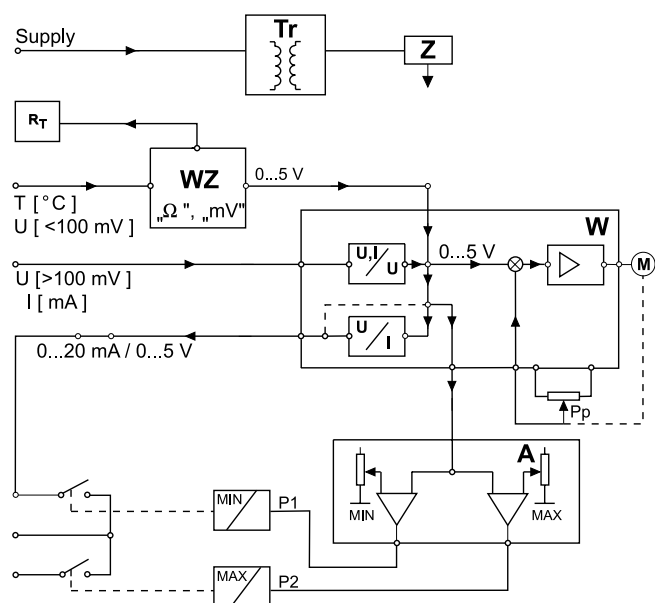 Supply
Tr
Z
RT
WZ
„Ω”, „mV”
0...5 V
T [°C]
U [ <100 mV]
W
U,I/U
0...5 V
M
U [>100 mV]
I [mA]
U/I
0...20 mA / 0...5 V
Pp
A
MIN
MAX
MIN
P1
MAX
P2